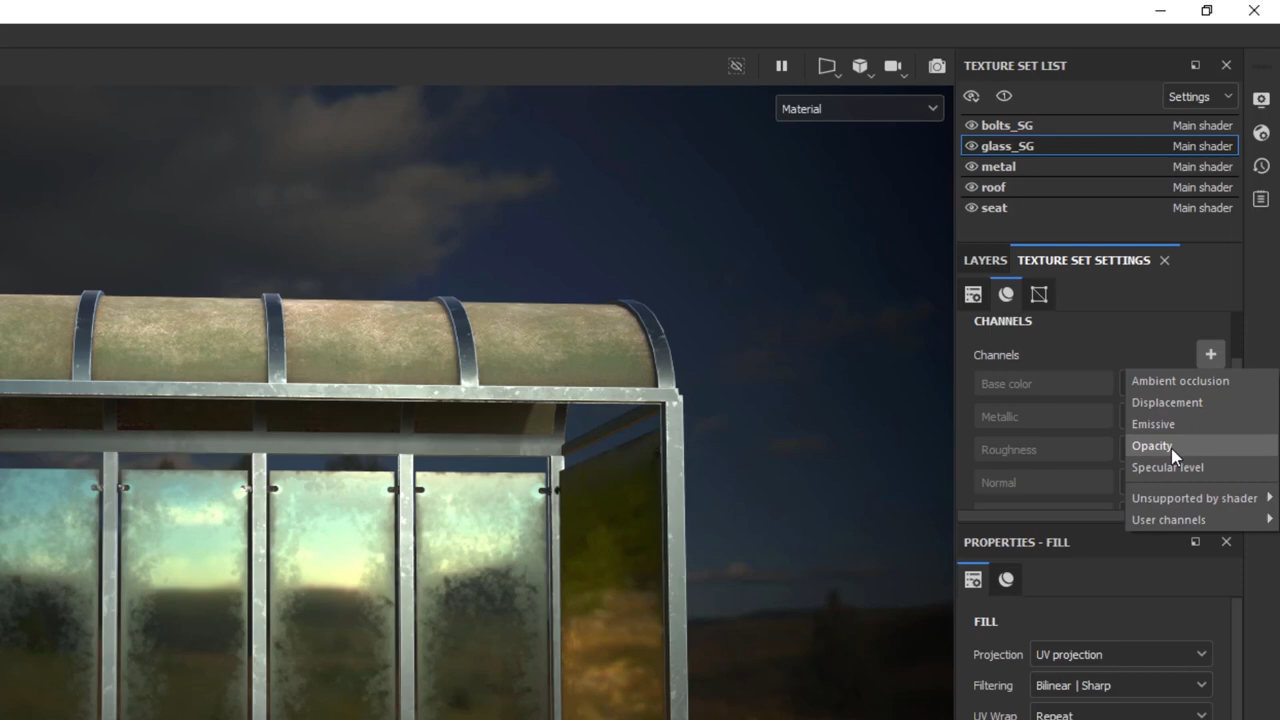 TEXTURE SET LIST
Settings
Material
bolts_SG Main shader
glass_SG Main shader
metal Main shader
roof Main shader
seat Main shader
LAYERS TEXTURE SET SETTINGS
CHANNELS
Channels
Base color
Metallic
Roughness
Normal
Ambient occlusion
Displacement
Emissive
Opacity
Specular level
Unsupported by shader
User channels
PROPERTIES - FILL
FILL
Projection UV projection
Filtering Bilinear | Sharp
UV Wrap Repeat